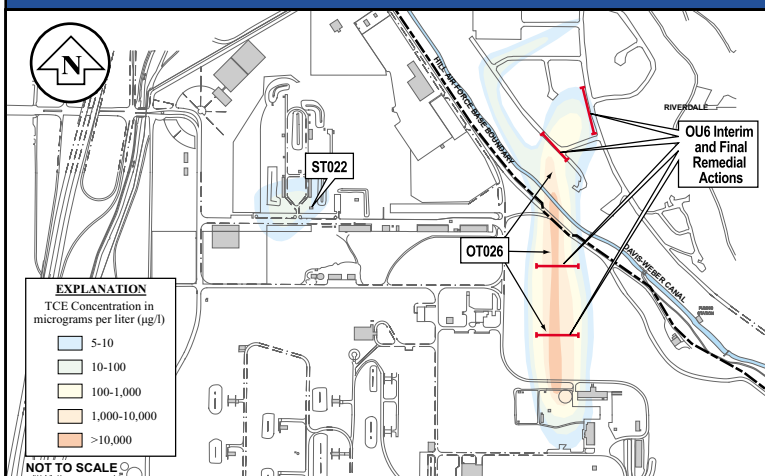 N
HILL AIR FORCE BASE BOUNDARY
RIVERDALE
OU6 Interim
and Final
Remedial
Actions
ST022
OT026
DAVIS-WEBER CANAL
EXPLANATION
TCE Concentration in
micrograms per liter (µg/l)
5-10
10-100
100-1,000
1,000-10,000
>10,000
NOT TO SCALE